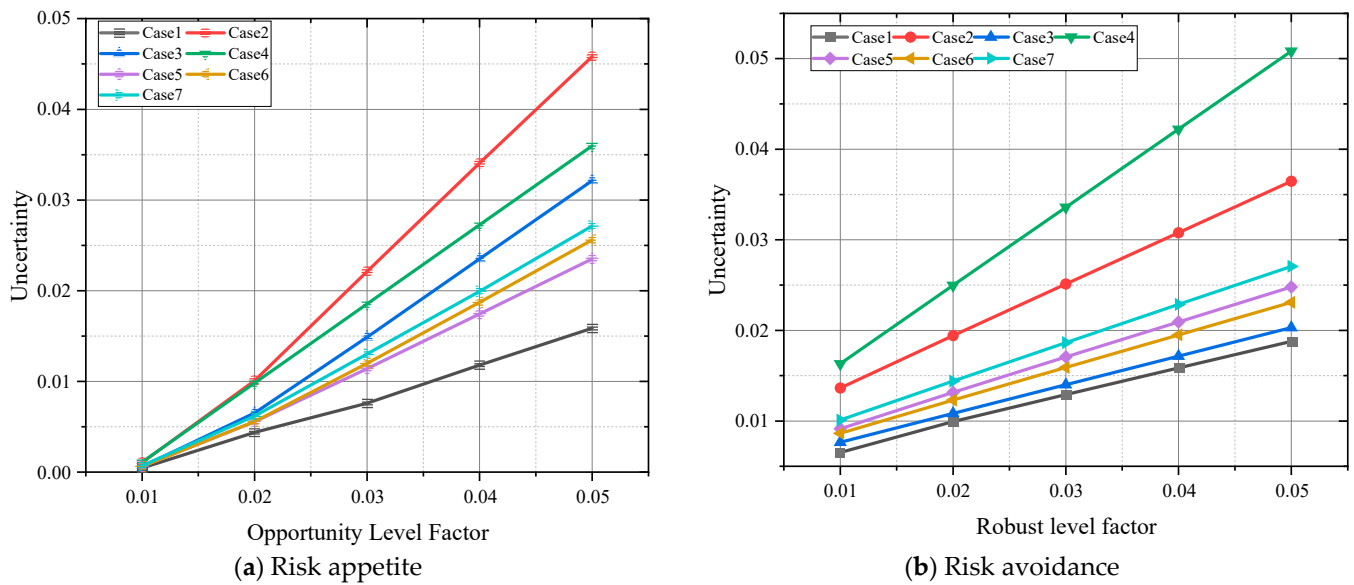 Case1 Case2
Case3 Case4
Case5 Case6
Case7
0.05
0.04
0.03
0.02
0.01
0.00
Uncertainty
0.01 0.02 0.03 0.04 0.05
Opportunity Level Factor
(a) Risk appetite
Case1 Case2 Case3 Case4
Case5 Case6 Case7
0.05
0.04
0.03
0.02
0.01
Uncertainty
0.01 0.02 0.03 0.04 0.05
Robust level factor
(b) Risk avoidance